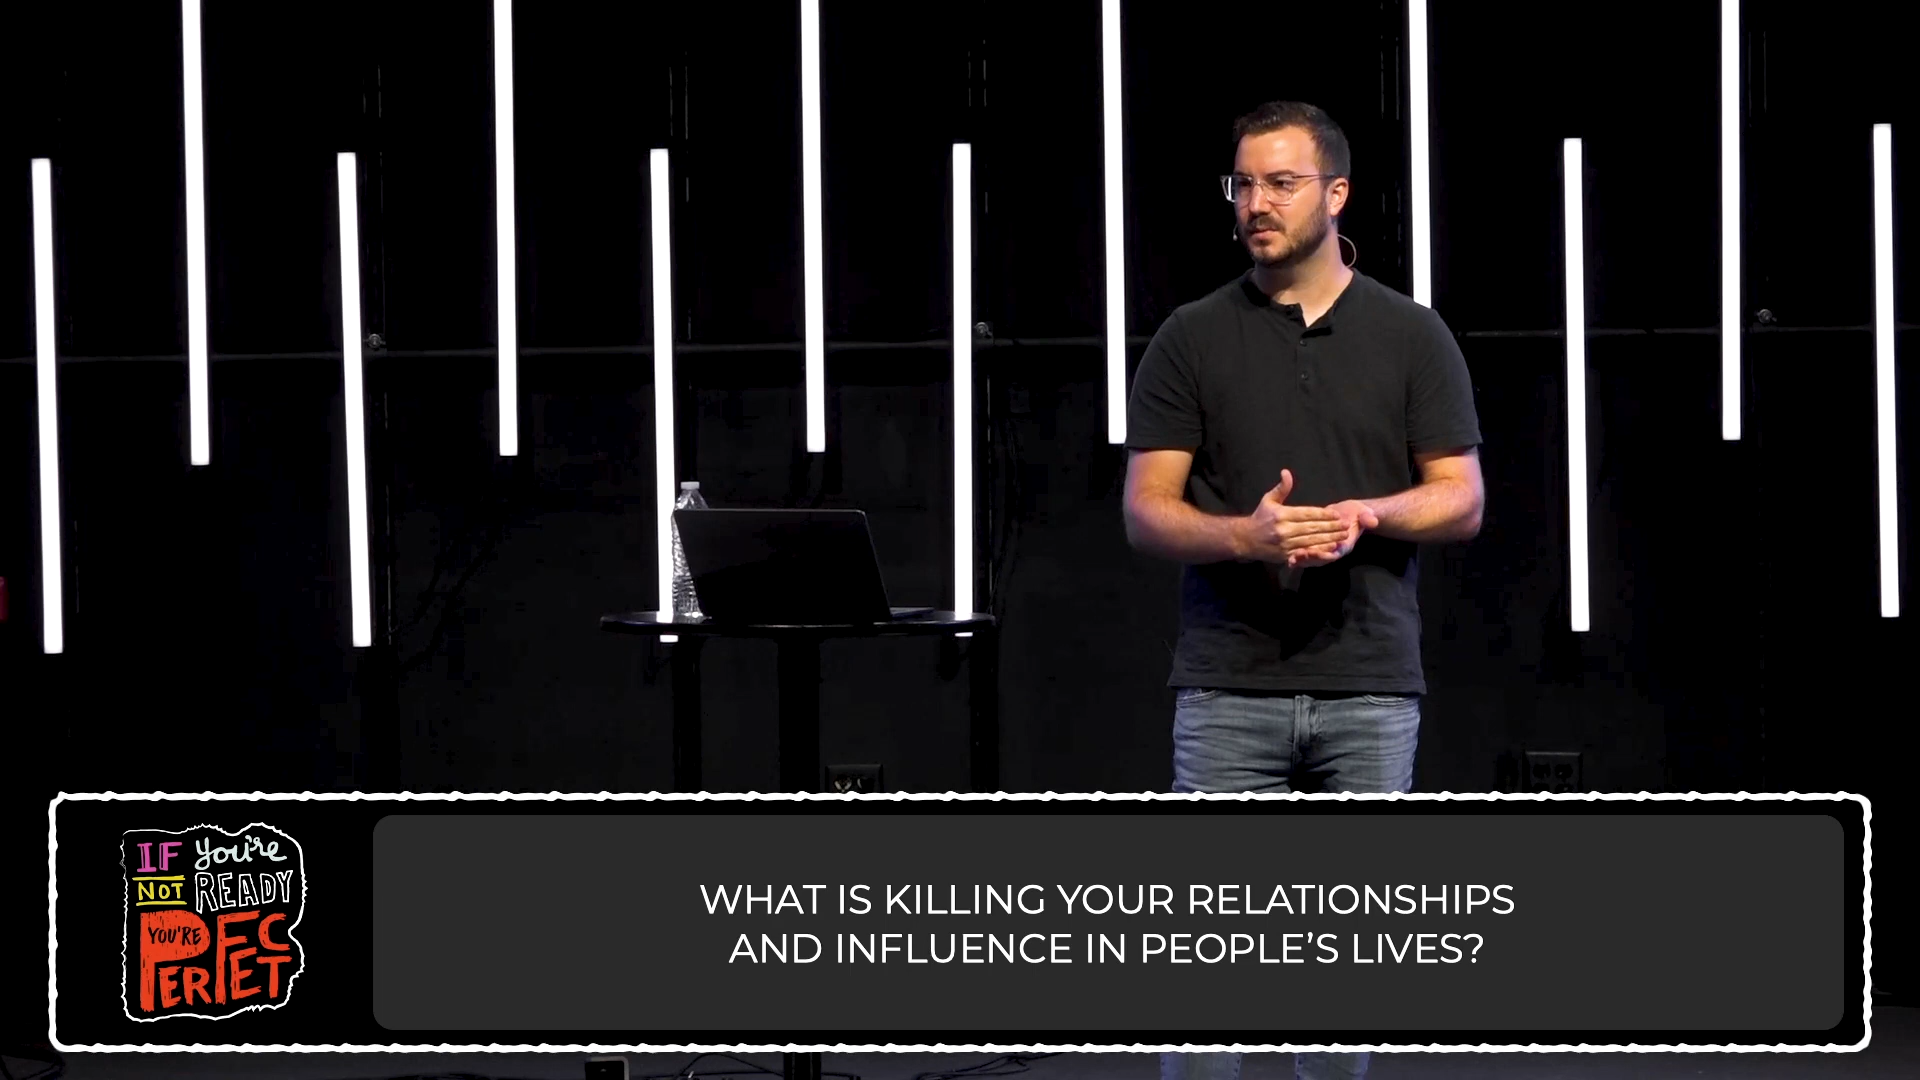 IF You're
NOT READY
YOU'RE
PERFECT
WHAT IS KILLING YOUR RELATIONSHIPS
AND INFLUENCE IN PEOPLE'S LIVES?